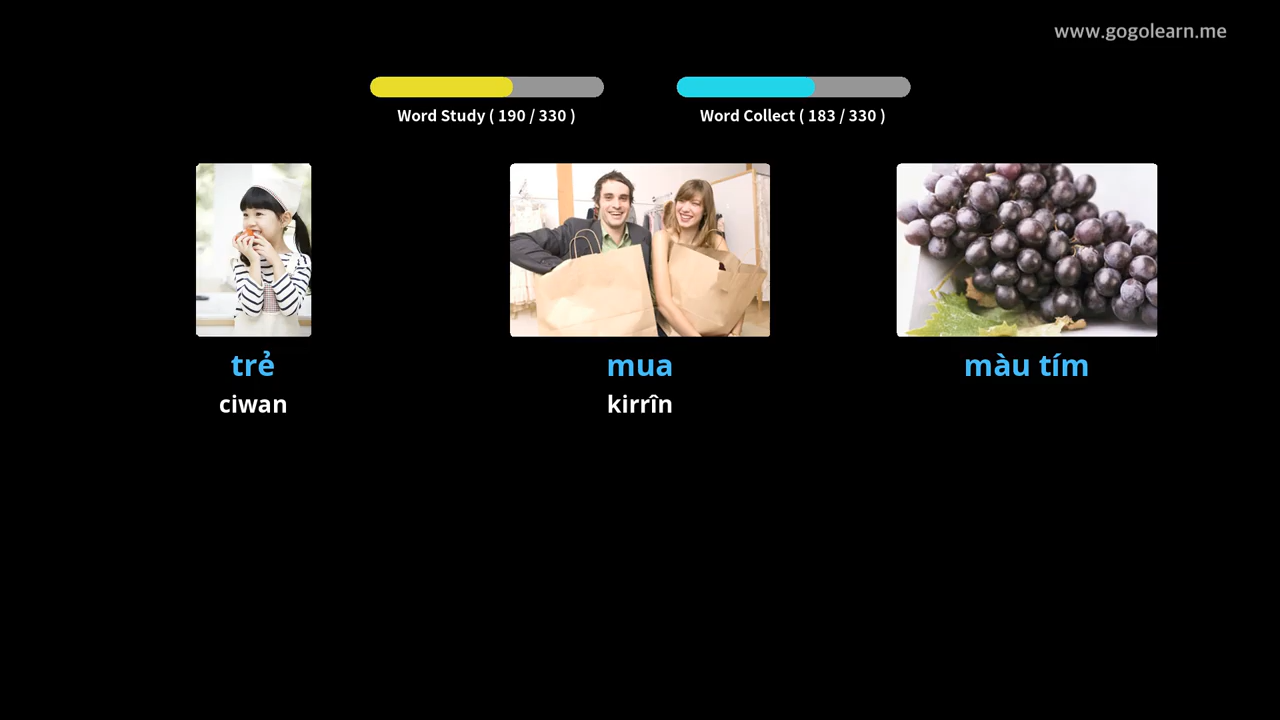 www.gogolearn.me
Word Study ( 190 / 330 )
Word Collect ( 183 / 330 )
trẻ
ciwan
mua
kirrîn
màu tím